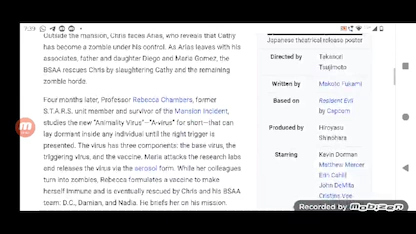 7:29
Outside the mansion, Chris faces Arias, who reveals that Cathy
has become a zombie under his control. As Arias leaves with his
associates, father and daughter Diego and Maria Gomez, the
BSAA rescues Chris by slaughtering Cathy and the remaining
zombie horde.
Four months later, Professor Rebecca Chambers, former
S.T.A.R.S. unit member and survivor of the Mansion Incident,
studies the new "Animality Virus"—"A-virus" for short—that can
lay dormant inside any individual until the right trigger is
presented. The virus has three components: the base virus, the
triggering virus, and the vaccine. Maria attacks the research labs
and releases the virus via the aerosol form. While her colleagues
turn into zombies, Rebecca formulates a vaccine to make
herself immune and is eventually rescued by Chris and his BSAA
team: D.C., Damian, and Nadia. He briefs her on his mission.
Japanese theatrical release poster
Directed by Takanori
Tsujimoto
Written by Makoto Fukami
Based on Resident Evil
by Capcom
Produced by Hiroyasu
Shinohara
Starring Kevin Dorman
Matthew Mercer
Erin Cahill
John DeMita
Cristina Vee
Recorded by
Mobizen